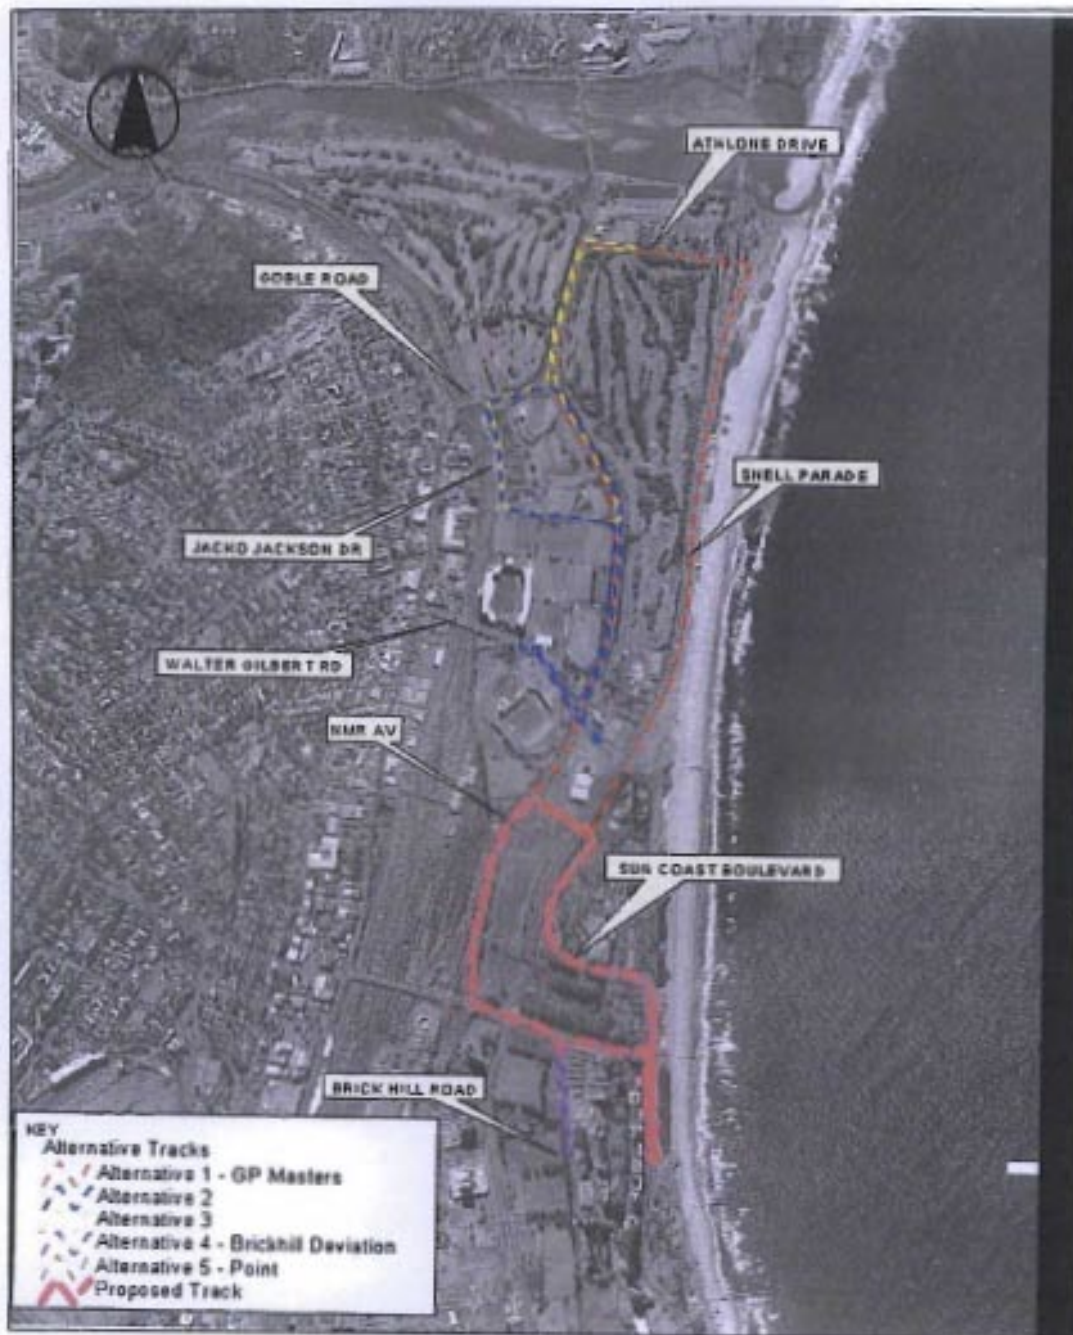 ATHLONE DRIVE
GOBLE ROAD
SNELL PARADE
JACKO JACKSON DR
WALTER GILBERT RD
NMR AV
SUN COAST BOULEVARD
BRICK HILL ROAD
KEY
Alternative Tracks
Alternative 1 - GP Masters
Alternative 2
Alternative 3
Alternative 4 - Brickhill Deviation
Alternative 5 - Point
Proposed Track